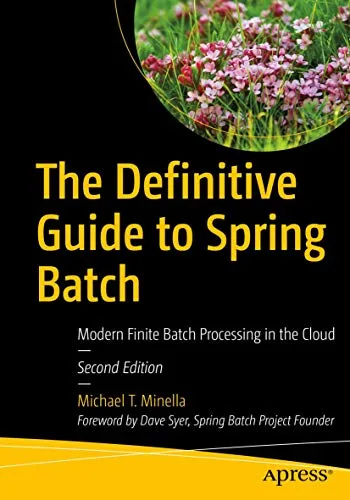 The Definitive
Guide to Spring
Batch
Modern Finite Batch Processing in the Cloud
—
Second Edition
—
Michael T. Minella
Foreword by Dave Syer, Spring Batch Project Founder
Apress®